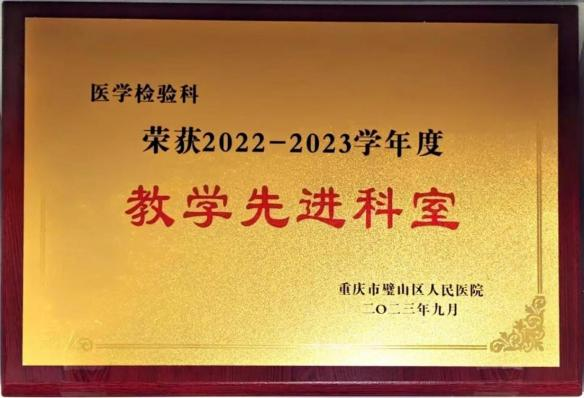 医学检验科
荣获2022-2023学年度
教学先进科室
重庆市璧山区人民医院
二〇二三年九月